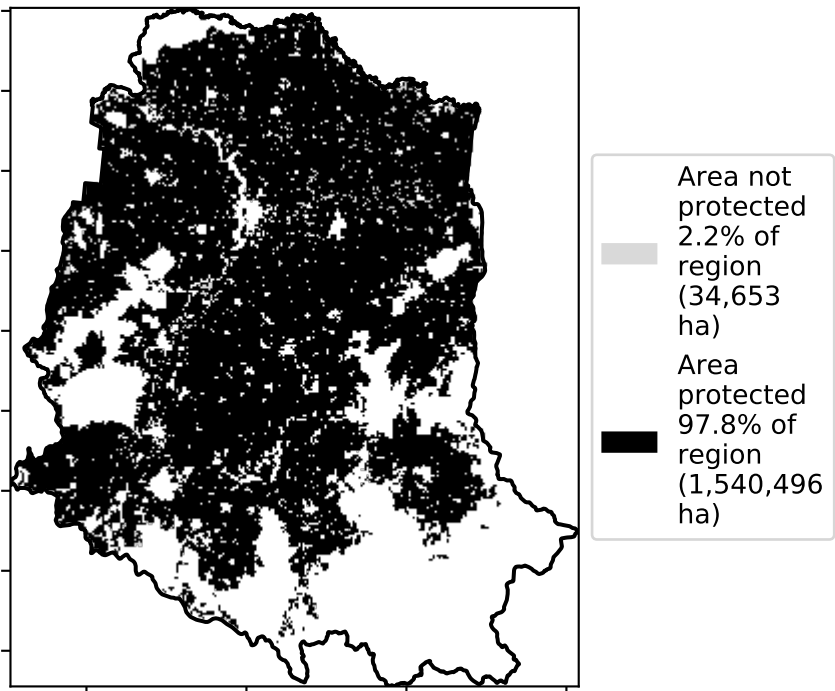 Area not
protected
2.2% of
region
(34,653
ha)
Area
protected
97.8% of
region
(1,540,496
ha)